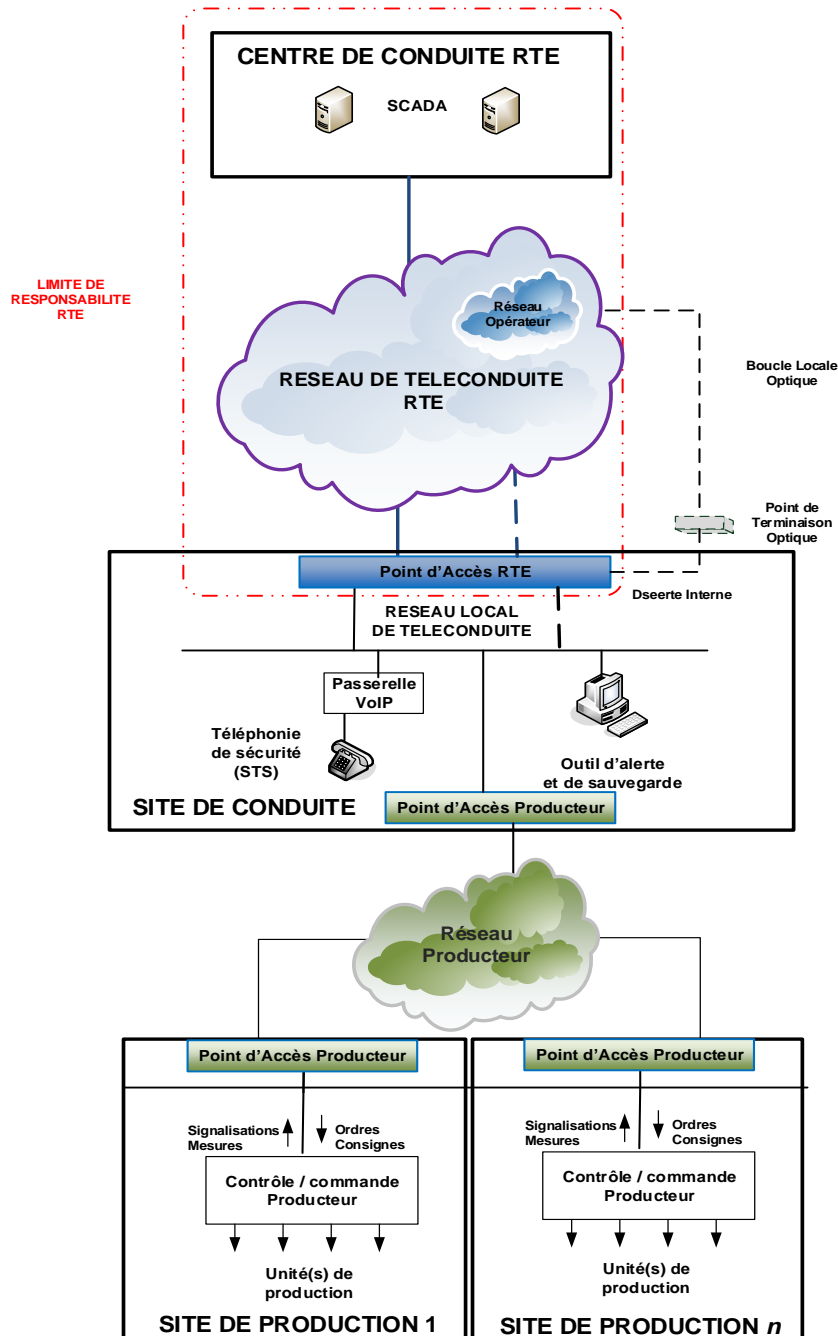 CENTRE DE CONDUITE RTE
SCADA
LIMITE DE
RESPONSABILITE
RTE
Réseau
Opérateur
RESEAU DE TELECONDUITE
RTE
Boucle Locale
Optique
Point de
Terminaison
Optique
Point d'Accès RTE
Dseerte Interne
RESEAU LOCAL
DE TELECONDUITE
Passerelle
VoIP
Téléphonie
de sécurité
(STS)
Outil d'alerte
et de sauvegarde
SITE DE CONDUITE
Point d'Accès Producteur
Réseau
Producteur
Point d'Accès Producteur
Signalisations
Mesures
Ordres
Consignes
Contrôle / commande
Producteur
Unité(s) de
production
SITE DE PRODUCTION 1
Point d'Accès Producteur
Signalisations
Mesures
Ordres
Consignes
Contrôle / commande
Producteur
Unité(s) de
production
SITE DE PRODUCTION n